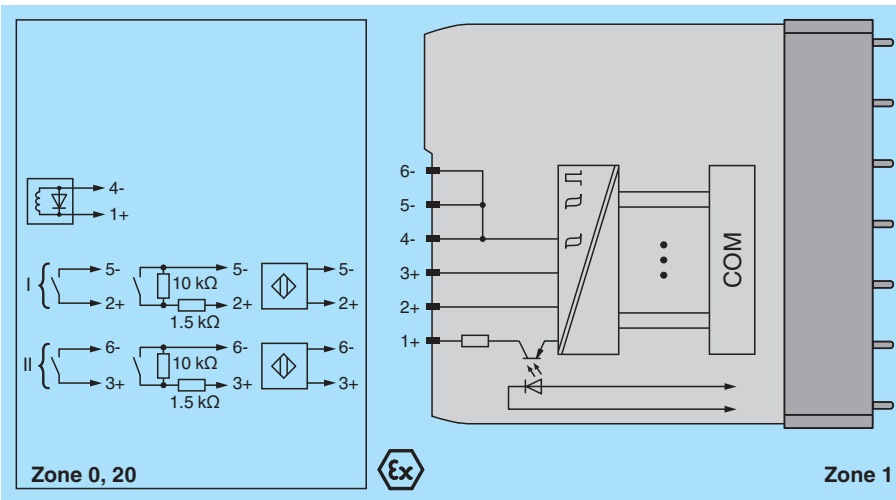 4-
1+
I
5-
2+
10 kΩ
1.5 kΩ
5-
2+
5-
2+
II
6-
3+
10 kΩ
1.5 kΩ
6-
3+
6-
3+
Zone 0, 20
6-
5-
4-
3+
2+
1+
COM
Ex
Zone 1